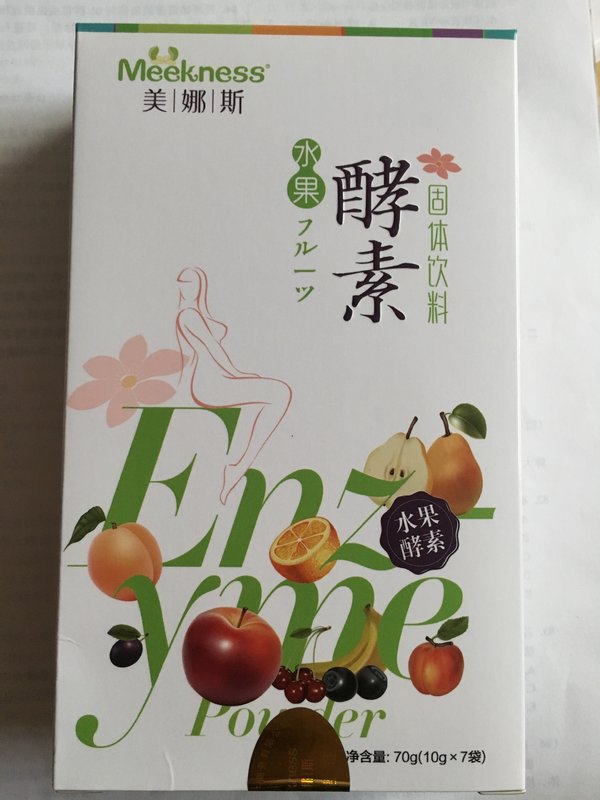 Meekness®
美|娜|斯
水果
フルーツ
酵素
固体饮料
Enz-
yme
Powder
水果
酵素
净含量: 70g(10g×7袋)